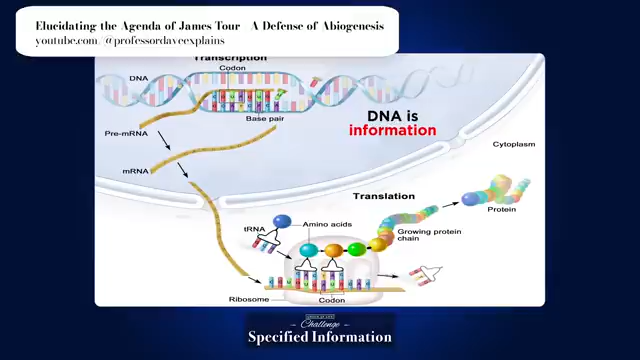 Elucidating the Agenda of James Tour A Defense of Abiogenesis
youtube.com/@professordaveexplains
Transcription
Codon
DNA
DNA is
information
Base pair
Pre-mRNA
Cytoplasm
mRNA
Translation
Protein
tRNA
Amino acids
Growing protein
chain
Ribosome
Codon
Challenge
Specified Information